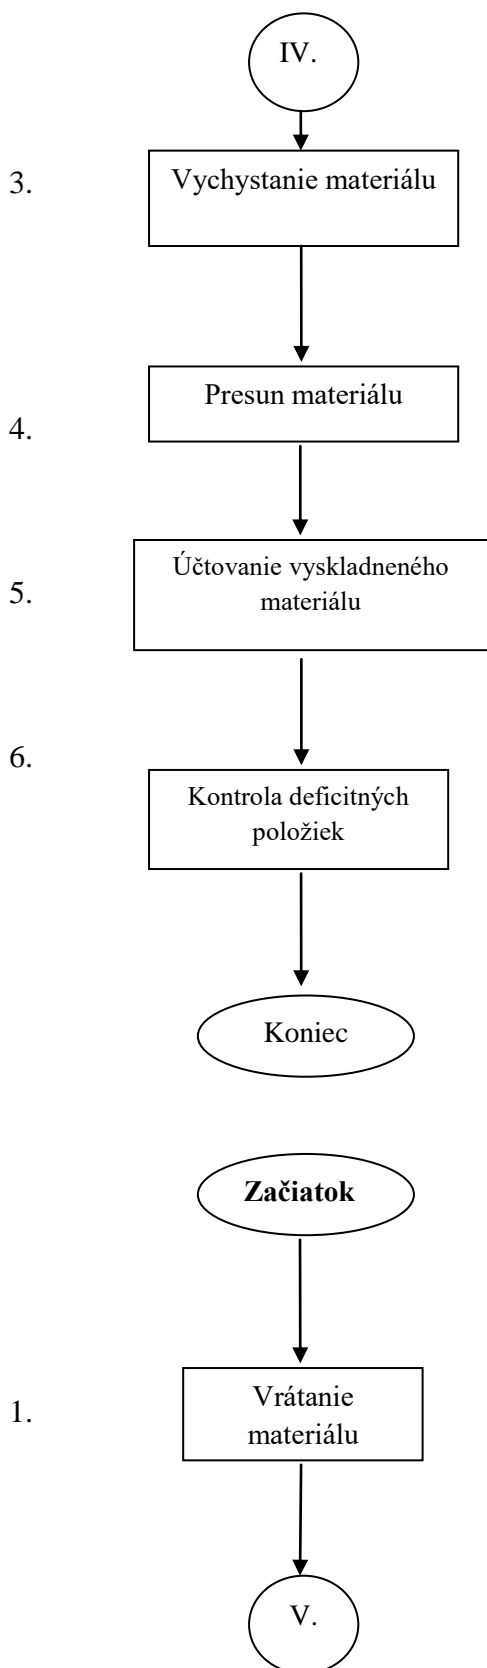 IV.
3.
Vychystanie materiálu
Presun materiálu
4.
Účtovanie vyskladneného
materiálu
5.
6.
Kontrola deficitných
položiek
Koniec
Začiatok
Vrátanie
materiálu
1.
V.